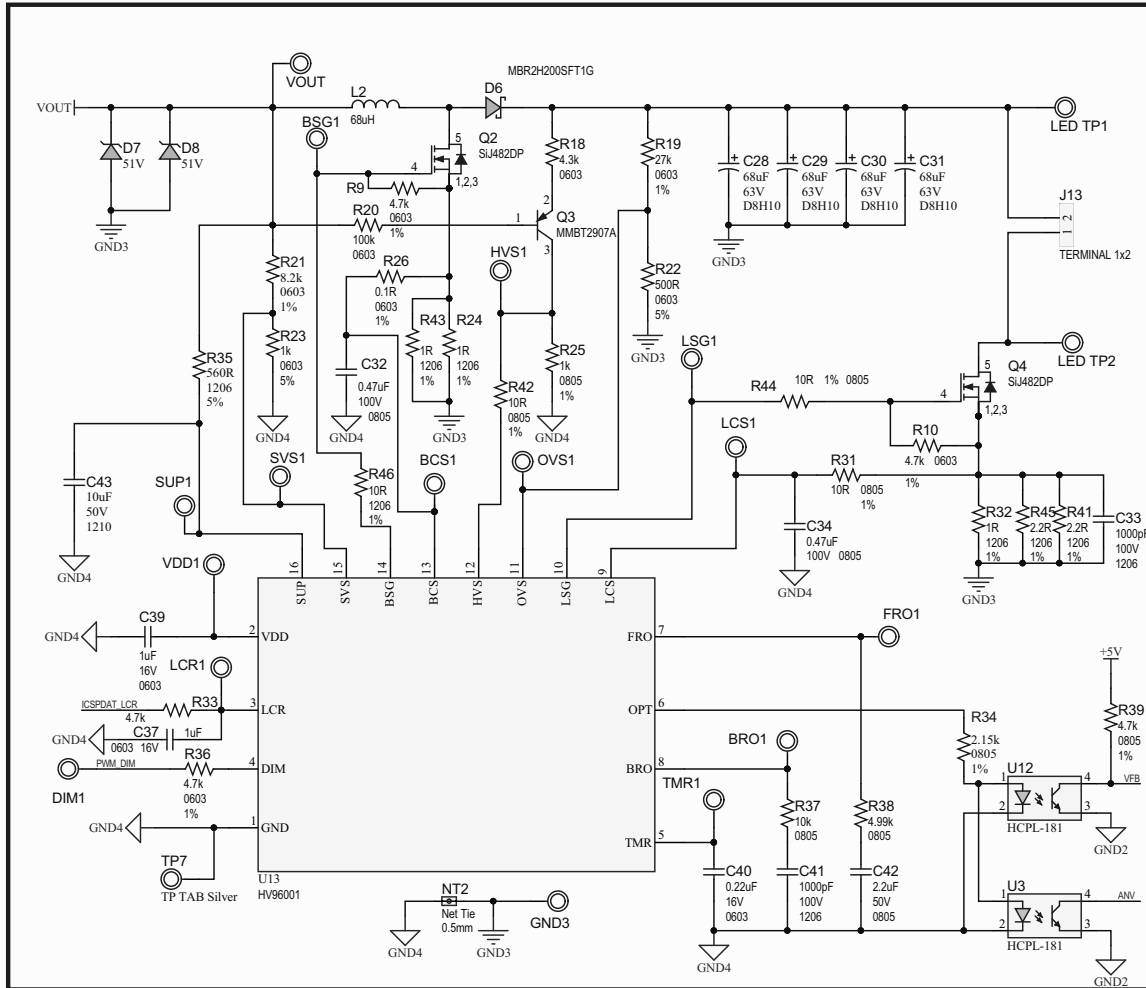 VOUT
VOUT
D7
51V
D8
51V
GND3
L2
68uH
D6
MBR2H200SFT1G
BSG1
5
4
1,2,3
Q2
SiJ482DP
R9
4.7k
0603
1%
R18
4.3k
0603
R19
27k
0603
1%
C28
68uF
63V
D8H10
C29
68uF
63V
D8H10
C30
68uF
63V
D8H10
C31
68uF
63V
D8H10
LED TP1
R20
100k
0603
1
2
3
Q3
MMBT2907A
GND3
J13
2
1
TERMINAL 1x2
R21
8.2k
0603
1%
R26
0.1R
0603
1%
HVS1
R22
500R
0603
5%
GND3
R23
1k
0603
5%
GND4
R35
560R
1206
5%
C32
0.47uF
100V
0805
GND4
R43
1R
1206
1%
R24
1R
1206
1%
GND3
R42
10R
0805
1%
R25
1k
0805
1%
GND4
LSG1
R44
10R 1% 0805
5
4
1,2,3
Q4
SiJ482DP
LED TP2
R10
4.7k 0603
1%
LCS1
R31
10R 0805
1%
C34
0.47uF
100V 0805
GND4
R32
1R
1206
1%
R45
2.2R
1206
1%
R41
2.2R
1206
1%
C33
1000pF
100V
1206
GND3
C43
10uF
50V
1210
GND4
SUP1
SVS1
R46
10R
1206
1%
BCS1
OVS1
VDD1
16
SUP
15
SVS
14
BSG
13
BCS
12
HVS
11
OVS
10
LSG
9
LCS
GND4
C39
1uF
16V
0603
2
VDD
LCR1
ICSPDAT_LCR
R33
4.7k
3
LCR
GND4
C37
1uF
0603 16V
DIM1
PWM_DIM
R36
4.7k
0603
1%
4
DIM
GND4
1
GND
TP7
TP TAB Silver
U13
HV96001
FRO
7
FRO1
OPT
6
BRO
8
BRO1
TMR
5
TMR1
R34
2.15k
0805
1%
+5V
R39
4.7k
0805
1%
U12
1
2
4
3
HCPL-181
VFB
GND2
R37
10k
0805
R38
4.99k
0805
C40
0.22uF
16V
0603
C41
1000pF
100V
1206
C42
2.2uF
50V
0805
GND4
U3
1
2
4
3
HCPL-181
ANV
GND2
NT2
Net Tie
0.5mm
GND4
GND3
GND3